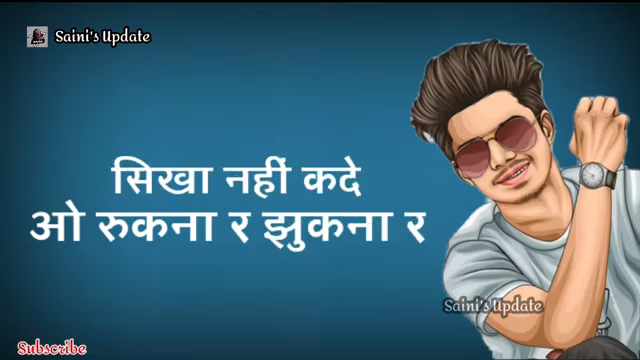 Saini's Update
सिखा नहीं कदे
ओ रुकना र झुकना र
Saini's Update
Subscribe